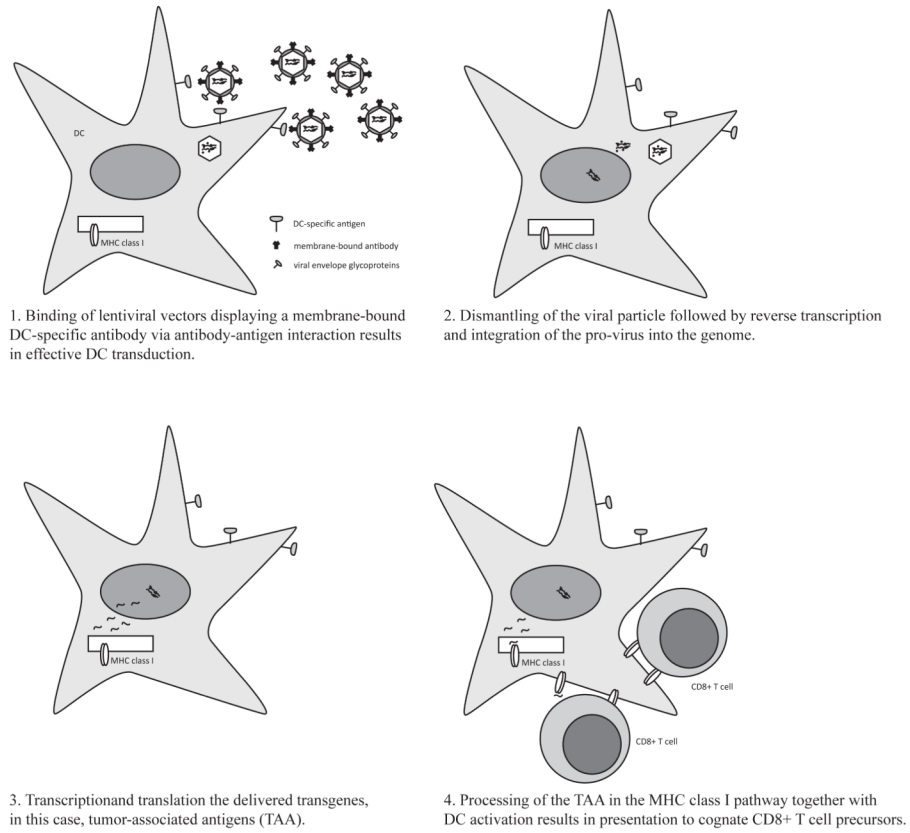 DC
MHC class I
DC-specific antigen
membrane-bound antibody
viral envelope glycoproteins
1. Binding of lentiviral vectors displaying a membrane-bound
DC-specific antibody via antibody-antigen interaction results
in effective DC transduction.
MHC class I
2. Dismantling of the viral particle followed by reverse transcription
and integration of the pro-virus into the genome.
MHC class I
3. Transcriptionand translation the delivered transgenes,
in this case, tumor-associated antigens (TAA).
MHC class I
CD8+ T cell
CD8+ T cell
4. Processing of the TAA in the MHC class I pathway together with
DC activation results in presentation to cognate CD8+ T cell precursors.